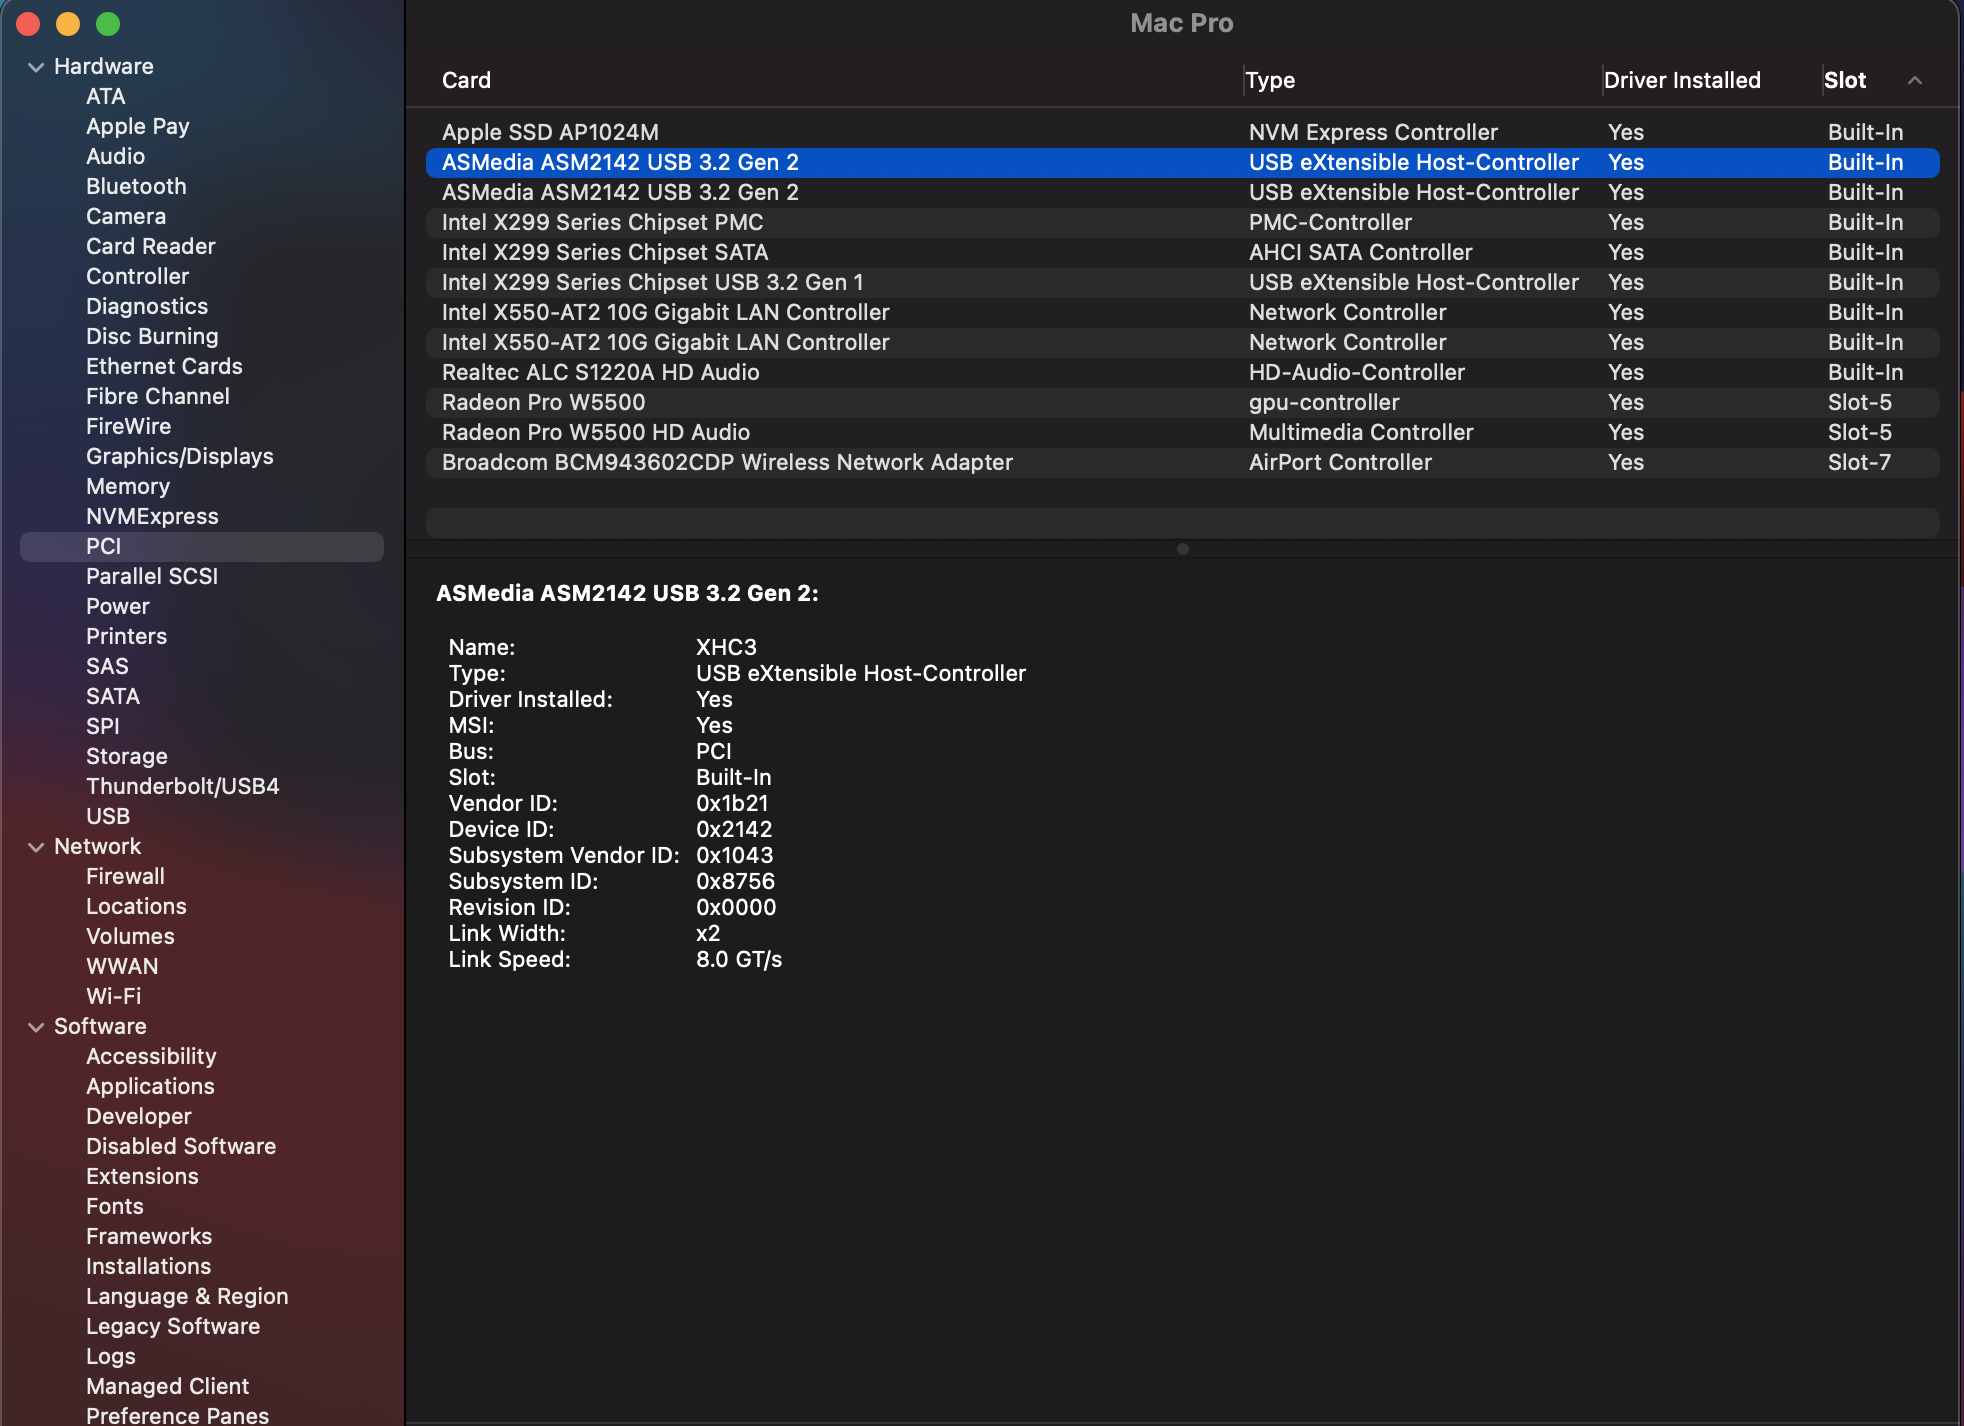 Mac Pro
Hardware
ATA
Apple Pay
Audio
Bluetooth
Camera
Card Reader
Controller
Diagnostics
Disc Burning
Ethernet Cards
Fibre Channel
FireWire
Graphics/Displays
Memory
NVMExpress
PCI
Parallel SCSI
Power
Printers
SAS
SATA
SPI
Storage
Thunderbolt/USB4
USB
Network
Firewall
Locations
Volumes
WWAN
Wi-Fi
Software
Accessibility
Applications
Developer
Disabled Software
Extensions
Fonts
Frameworks
Installations
Language & Region
Legacy Software
Logs
Managed Client
Preference Panes
Card Type Driver Installed Slot
Apple SSD AP1024M NVM Express Controller Yes Built-In
ASMedia ASM2142 USB 3.2 Gen 2 USB eXtensible Host-Controller Yes Built-In
ASMedia ASM2142 USB 3.2 Gen 2 USB eXtensible Host-Controller Yes Built-In
Intel X299 Series Chipset PMC PMC-Controller Yes Built-In
Intel X299 Series Chipset SATA AHCI SATA Controller Yes Built-In
Intel X299 Series Chipset USB 3.2 Gen 1 USB eXtensible Host-Controller Yes Built-In
Intel X550-AT2 10G Gigabit LAN Controller Network Controller Yes Built-In
Intel X550-AT2 10G Gigabit LAN Controller Network Controller Yes Built-In
Realtec ALC S1220A HD Audio HD-Audio-Controller Yes Built-In
Radeon Pro W5500 gpu-controller Yes Slot-5
Radeon Pro W5500 HD Audio Multimedia Controller Yes Slot-5
Broadcom BCM943602CDP Wireless Network Adapter AirPort Controller Yes Slot-7
ASMedia ASM2142 USB 3.2 Gen 2:
Name: XHC3
Type: USB eXtensible Host-Controller
Driver Installed: Yes
MSI: Yes
Bus: PCI
Slot: Built-In
Vendor ID: 0x1b21
Device ID: 0x2142
Subsystem Vendor ID: 0x1043
Subsystem ID: 0x8756
Revision ID: 0x0000
Link Width: x2
Link Speed: 8.0 GT/s